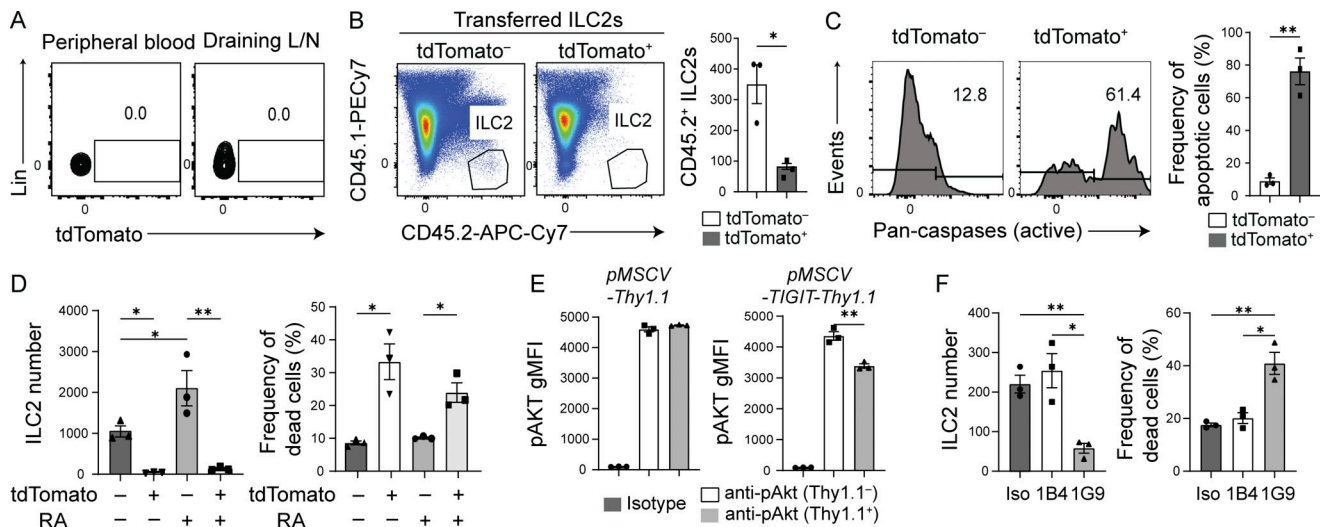 A
Peripheral blood
Draining L/N
0.0
0.0
Lin
0
0
0
0
tdTomato
B
Transferred ILC2s
tdTomato–
tdTomato+
CD45.1-PECy7
ILC2
ILC2
0
0
0
0
CD45.2-APC-Cy7
*
CD45.2+ ILC2s
500
400
300
200
100
0
tdTomato–
tdTomato+
C
tdTomato–
tdTomato+
12.8
61.4
Events
0
0
Pan-caspases (active)
**
Frequency of
apoptotic cells (%)
100
80
60
40
20
0
tdTomato–
tdTomato+
D
ILC2 number
4000
3000
2000
1000
0
*
**
*
tdTomato – + – +
RA – – + +
Frequency of
dead cells (%)
50
40
30
20
10
0
*
*
tdTomato – + – +
RA – – + +
E
pMSCV
-Thy1.1
pAKT gMFI
5000
4000
3000
2000
1000
0
pMSCV
-TIGIT-Thy1.1
**
pAKT gMFI
5000
4000
3000
2000
1000
0
Isotype
anti-pAkt (Thy1.1–)
anti-pAkt (Thy1.1+)
F
ILC2 number
400
300
200
100
0
**
*
Iso 1B4 1G9
Frequency of
dead cells (%)
60
40
20
0
**
*
Iso 1B4 1G9